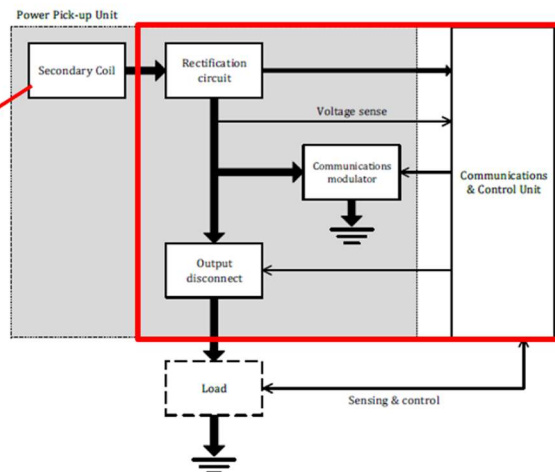 Power Pick-up Unit
Secondary Coil
Rectification
circuit
Voltage sense
Communications
modulator
Communications
& Control Unit
Output
disconnect
Load
Sensing & control